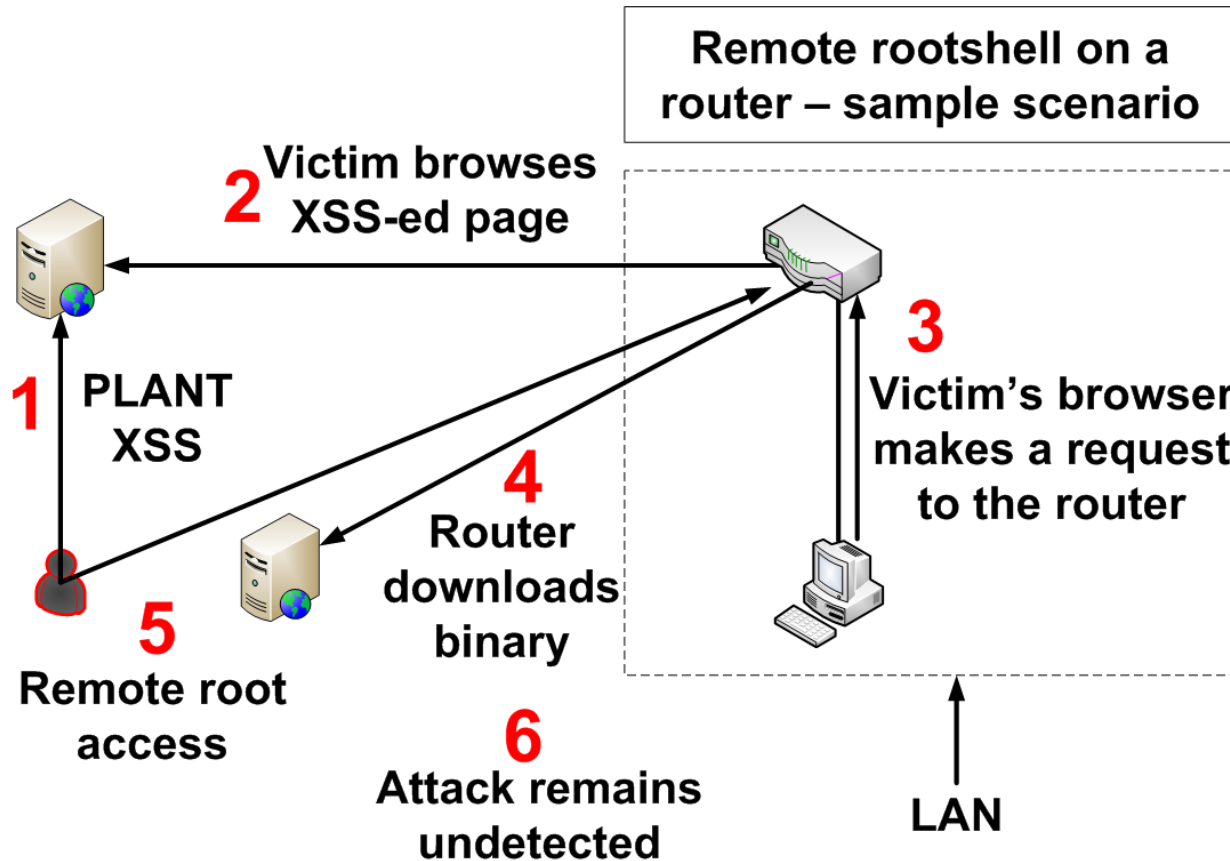 Remote rootshell on a
router – sample scenario
2
Victim browses
XSS-ed page
1
PLANT
XSS
3
Victim's browser
makes a request
to the router
4
Router
downloads
binary
5
Remote root
access
6
Attack remains
undetected
LAN